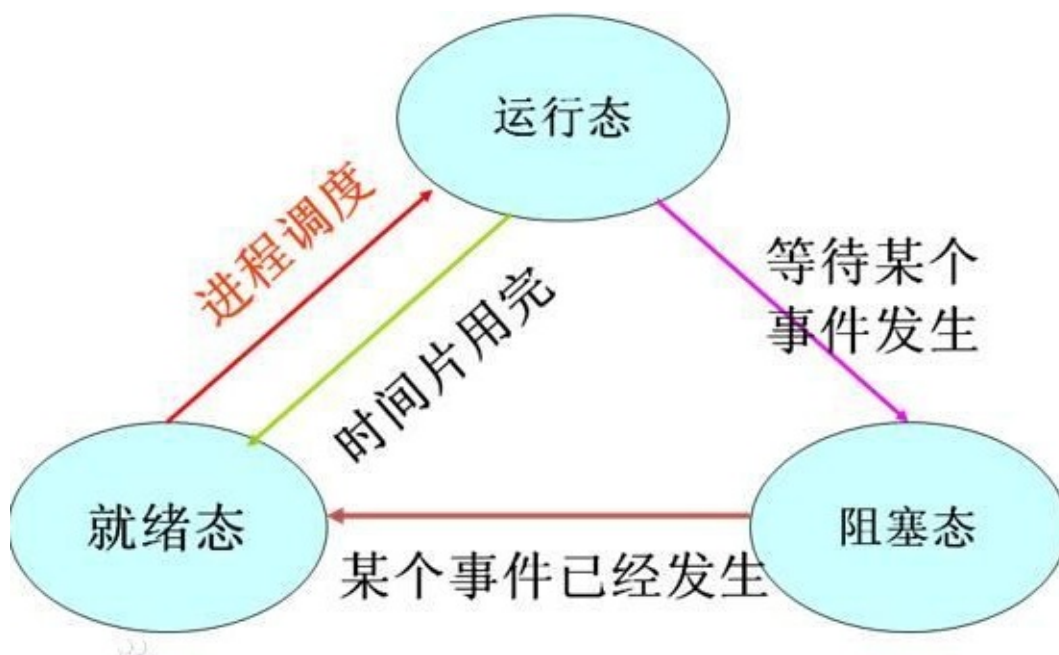 运行态
进程调度
时间片用完
等待某个
事件发生
就绪态
阻塞态
某个事件已经发生